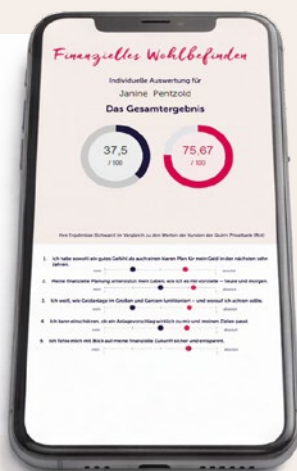 Finanzielles Wohlbefinden
Individuelle Auswertung für
Janine Pentzold
Das Gesamtergebnis
37,5
/ 100
75,67
/ 100
Ihre Ergebnisse (Schwarz) im Vergleich zu den Werten der Kunden der Quirin Privatbank (Rot)
1. Ich habe sowohl ein gutes Gefühl als auch einen klaren Plan für mein Geld in den nächsten zehn
Jahren.
2. Meine finanzielle Planung unterstützt mein Leben, wie ich es mir vorstelle – heute und morgen.
3. Ich weiß, wie Geldanlage im Großen und Ganzen funktioniert – und worauf ich achten sollte.
4. Ich kann einschätzen, ob ein Anlagevorschlag wirklich zu mir und meinen Zielen passt.
5. Ich fühle mich mit Blick auf meine finanzielle Zukunft sicher und entspannt.